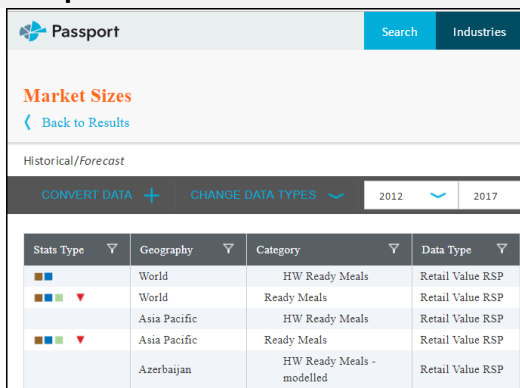 Passport
Search Industries
Market Sizes
Back to Results
Historical/Forecast
CONVERT DATA CHANGE DATA TYPES 2012 2017
Stats Type Geography Category Data Type
World HW Ready Meals Retail Value RSP
World Ready Meals Retail Value RSP
Asia Pacific HW Ready Meals Retail Value RSP
Asia Pacific Ready Meals Retail Value RSP
Azerbaijan HW Ready Meals - modelled Retail Value RSP